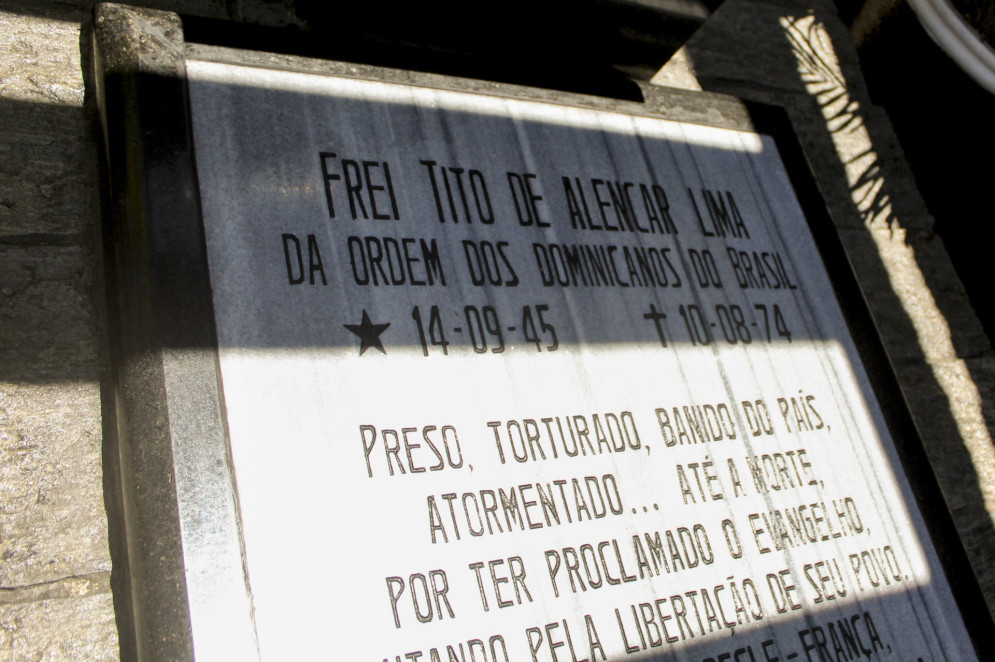 FREI TITO DE ALENCAR LIMA
DA ORDEM DOS DOMINICANOS DO BRASIL
★ 14-09-45 ✝ 10-08-74
PRESO, TORTURADO, BANIDO DO PAÍS,
ATORMENTADO... ATÉ A MORTE,
POR TER PROCLAMADO O EVANGELHO,
PELA LIBERTAÇÃO DE SEU POVO.
FRANÇA,